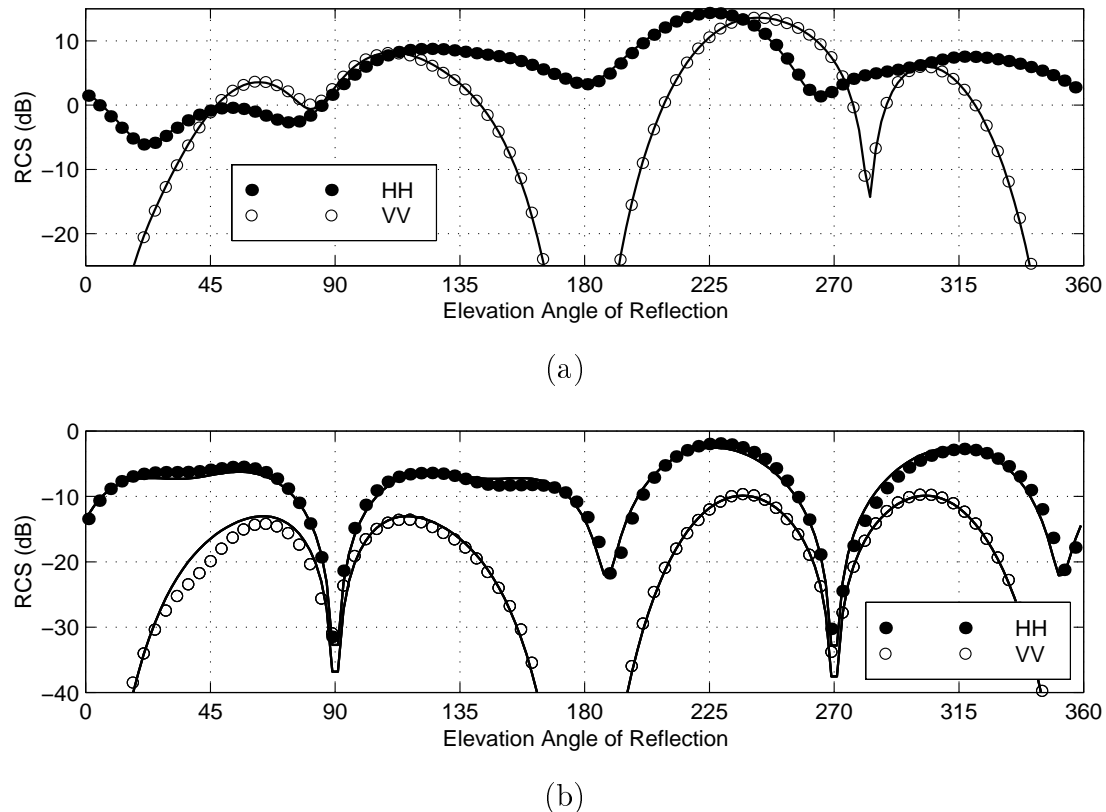 10
0
−10
−20
RCS (dB)
HH
VV
0 45 90 135 180 225 270 315 360
Elevation Angle of Reflection
(a)
0
−10
−20
−30
−40
RCS (dB)
HH
VV
0 45 90 135 180 225 270 315 360
Elevation Angle of Reflection
(b)